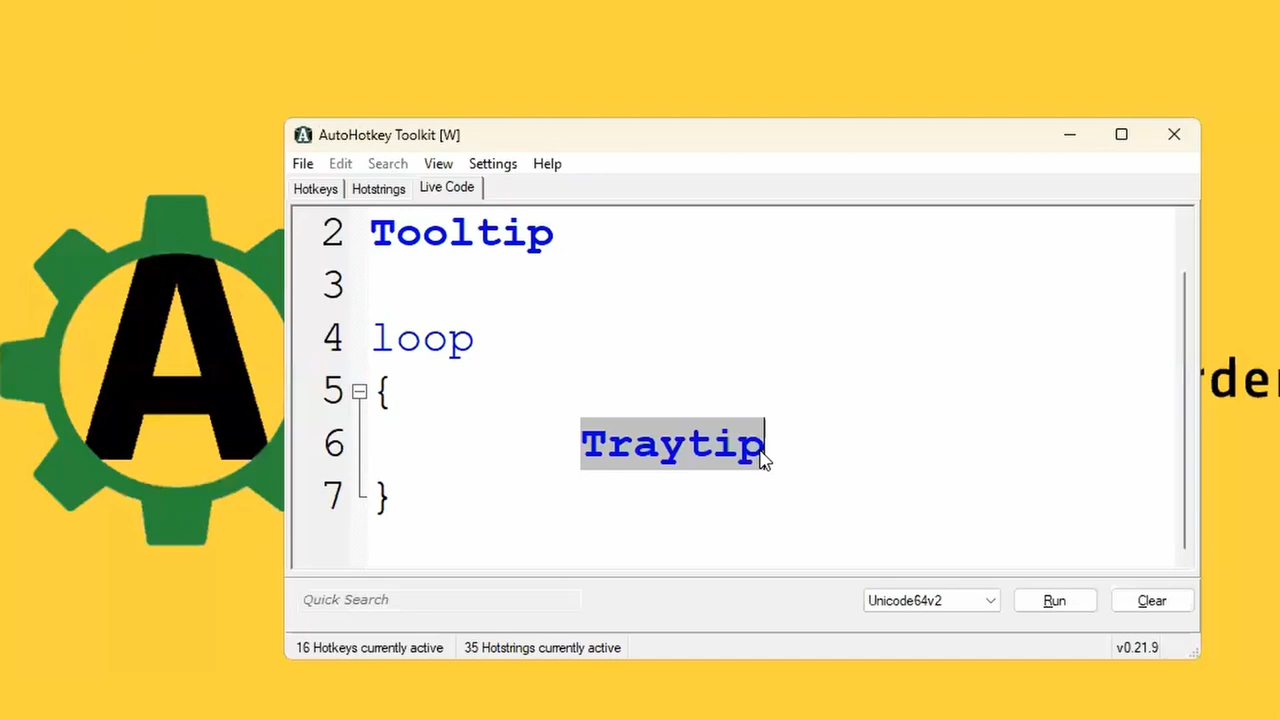 AutoHotkey Toolkit [W]
File Edit Search View Settings Help
Hotkeys Hotstrings Live Code
2 Tooltip
3
4 loop
5 {
6 Traytip
7 }
A
rder
Quick Search Unicode64v2 Run Clear
16 Hotkeys currently active 35 Hotstrings currently active v0.21.9